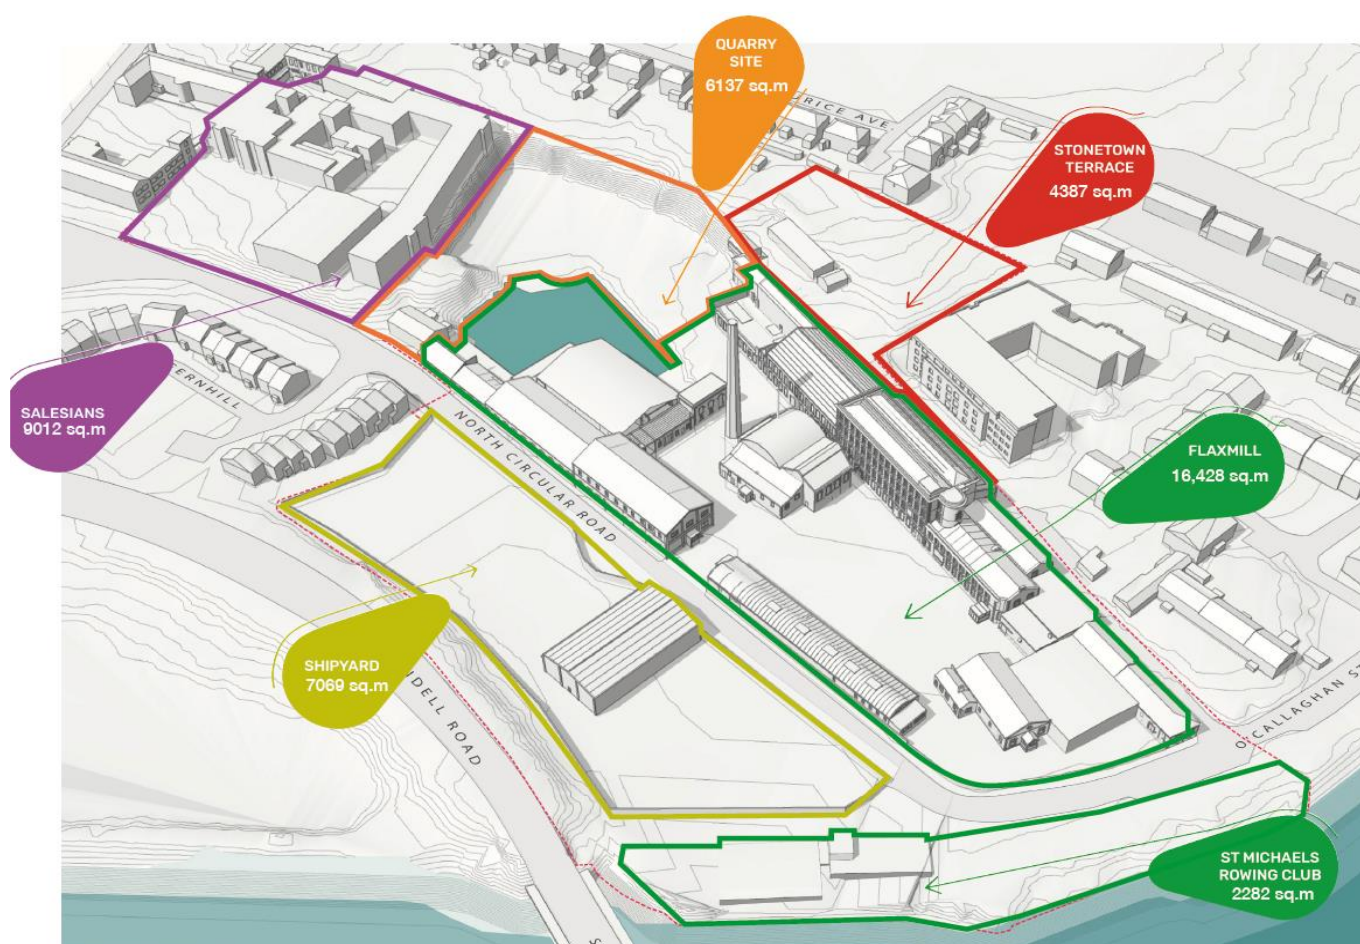 QUARRY
SITE
6137 sq.m
RICE AVE
STONETOWN
TERRACE
4387 sq.m
SALESIANS
9012 sq.m
ERNHILL
NORTH CIRCULAR ROAD
FLAXMILL
16,428 sq.m
SHIPYARD
7069 sq.m
DELL ROAD
O'CALLAGHAN S
ST MICHAELS
ROWING CLUB
2282 sq.m
S